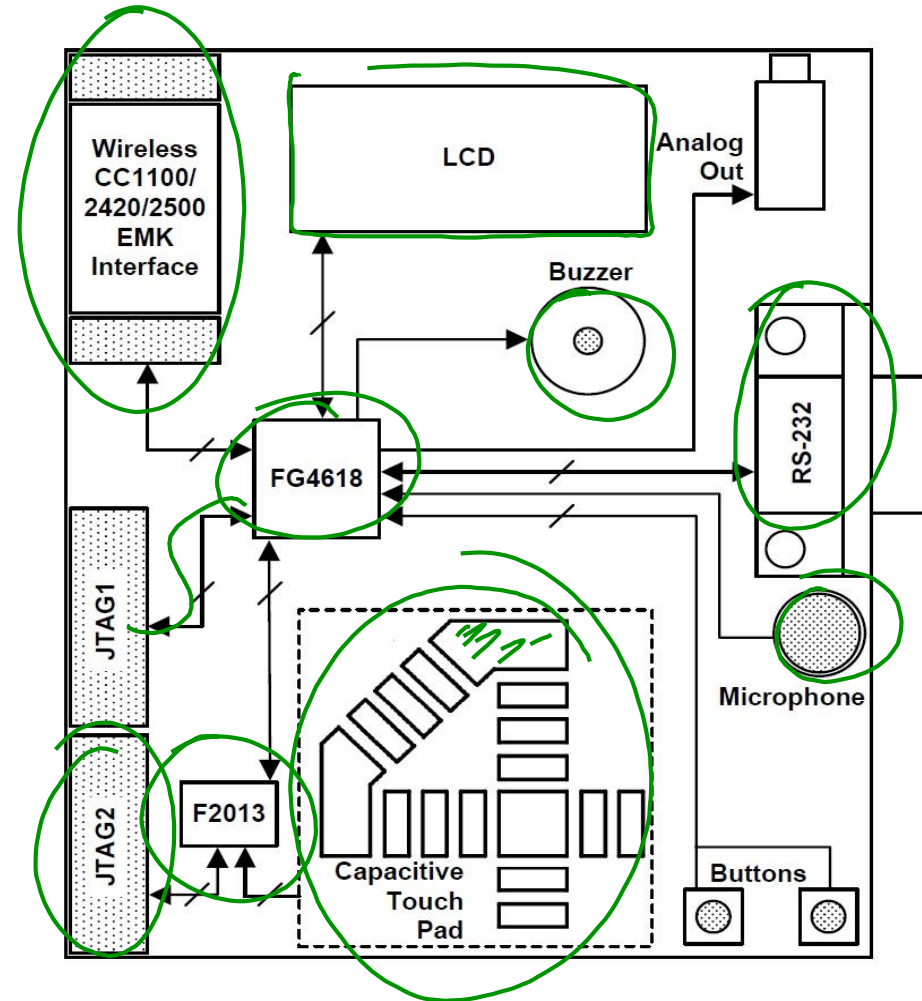 Wireless
CC1100/
2420/2500
EMK
Interface
LCD
Analog
Out
Buzzer
RS-232
FG4618
JTAG1
Microphone
JTAG2
F2013
Capacitive
Touch
Pad
Buttons